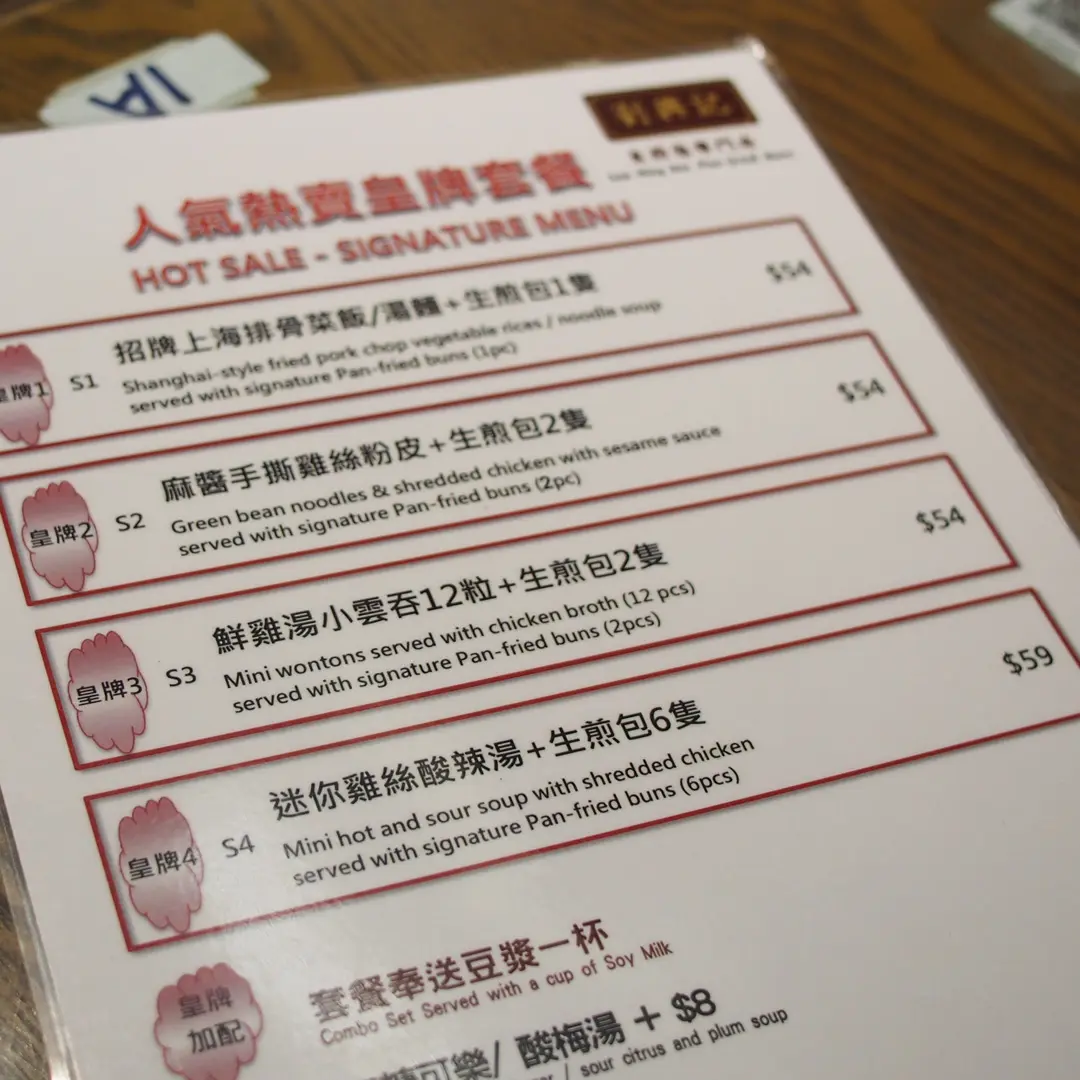 1A
人氣熱賣皇牌套餐
HOT SALE - SIGNATURE MENU
皇牌1 S1 招牌上海排骨菜飯/湯麵+生煎包1隻 $54
Shanghai-style fried pork chop vegetable rices / noodle soup
served with signature Pan-fried buns (1pc)
皇牌2 S2 麻醬手撕雞絲粉皮+生煎包2隻 $54
Green bean noodles & shredded chicken with sesame sauce
served with signature Pan-fried buns (2pc)
皇牌3 S3 鮮雞湯小雲吞12粒+生煎包2隻 $54
Mini wontons served with chicken broth (12 pcs)
served with signature Pan-fried buns (2pcs)
皇牌4 S4 迷你雞絲酸辣湯+生煎包6隻 $59
Mini hot and sour soup with shredded chicken
served with signature Pan-fried buns (6pcs)
皇牌
加配
套餐奉送豆漿一杯
Combo Set Served with a cup of Soy Milk
可樂/ 酸梅湯 + $8
/ sour citrus and plum soup